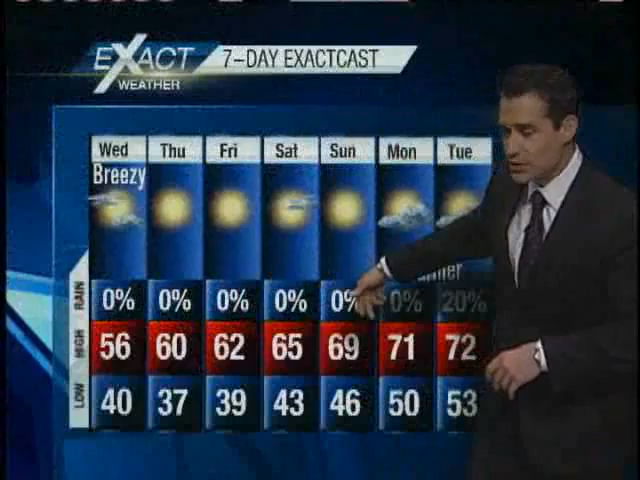 EXACT
WEATHER
7-DAY EXACTCAST
Wed Thu Fri Sat Sun Mon Tue
Breezy
RAIN 0% 0% 0% 0% 0% 0% 20%
HIGH 56 60 62 65 69 71 72
LOW 40 37 39 43 46 50 53